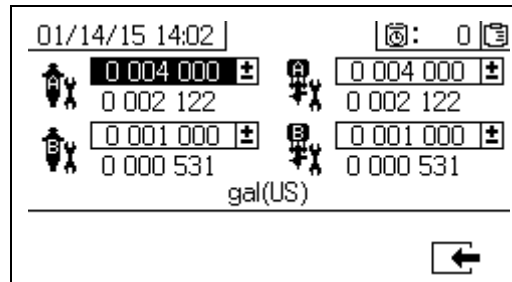 01/14/15 14:02 : 0
A 0 004 000 ± A 0 004 000 ±
0 002 122 0 002 122
B 0 001 000 ± B 0 001 000 ±
0 000 531 0 000 531
gal(US)